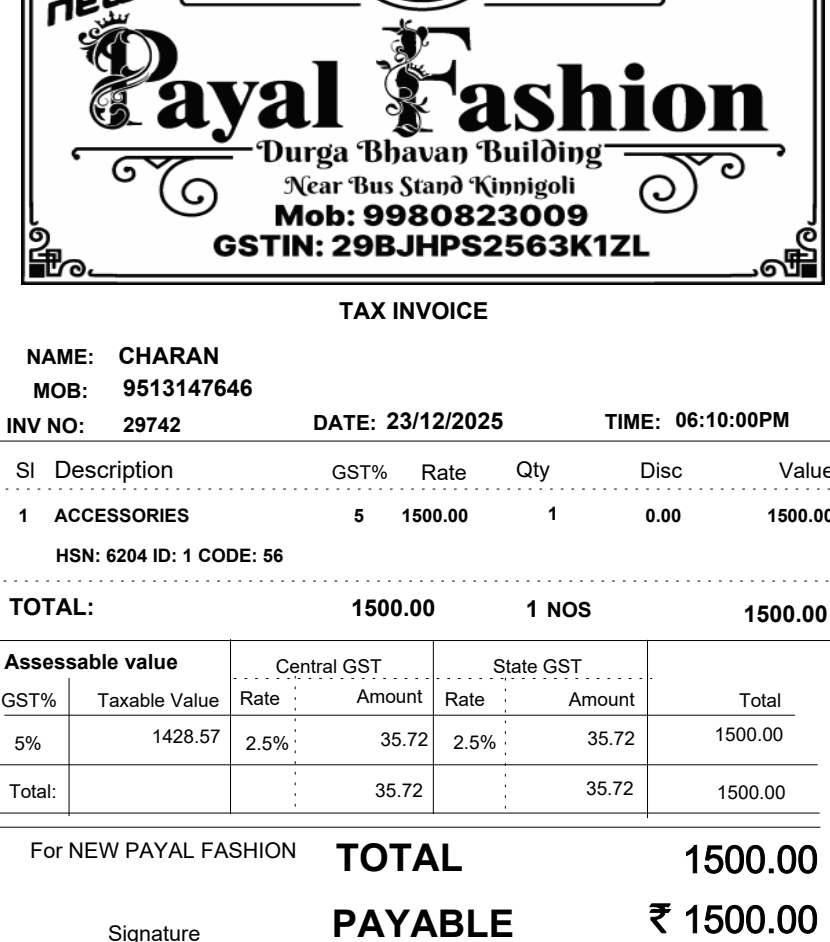 new
Payal Fashion
Durga Bhavan Building
Near Bus Stand Kinnigoli
Mob: 9980823009
GSTIN: 29BJHPS2563K1ZL
TAX INVOICE
NAME: CHARAN
MOB: 9513147646
INV NO: 29742 DATE: 23/12/2025 TIME: 06:10:00PM
Sl Description GST% Rate Qty Disc Value
1 ACCESSORIES 5 1500.00 1 0.00 1500.00
HSN: 6204 ID: 1 CODE: 56
TOTAL: 1500.00 1 NOS 1500.00
Assessable value Central GST State GST
GST% Taxable Value Rate Amount Rate Amount Total
5% 1428.57 2.5% 35.72 2.5% 35.72 1500.00
Total: 35.72 35.72 1500.00
For NEW PAYAL FASHION TOTAL 1500.00
Signature PAYABLE ₹ 1500.00